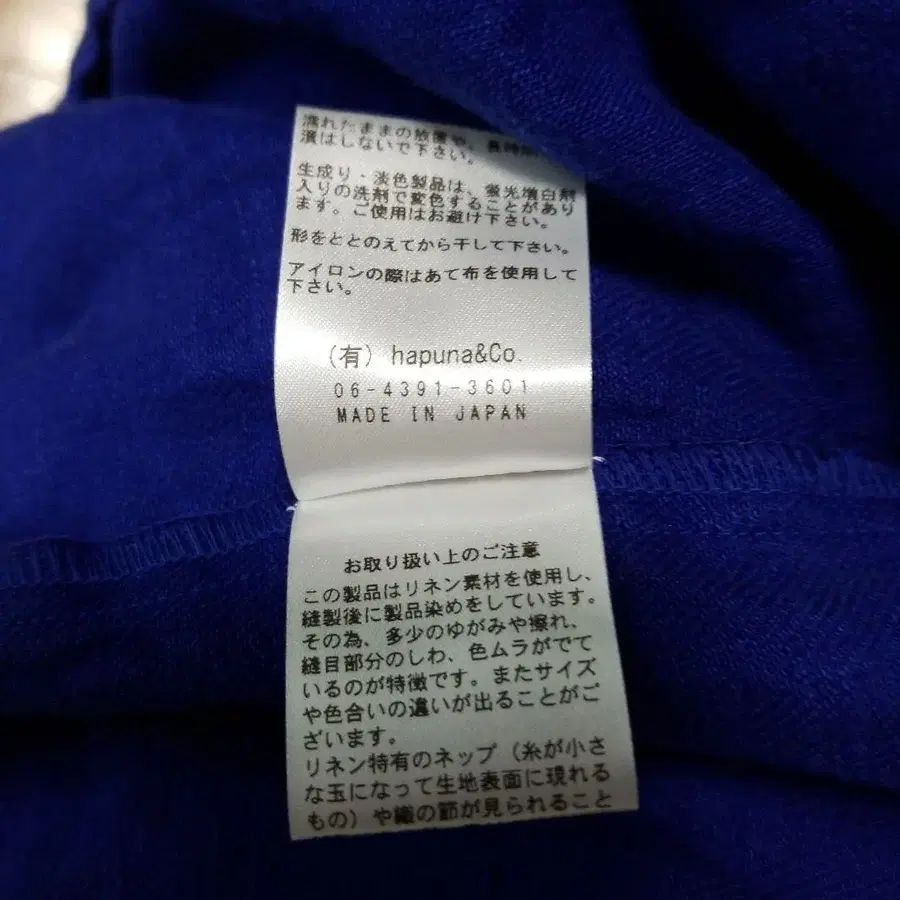 濡れたままの放置や、長時間
漬はしないで下さい。
生成り・淡色製品は、蛍光増白剤
入りの洗剤で変色することがあり
ます。ご使用はお避け下さい。
形をととのえてから干して下さい。
アイロンの際はあて布を使用して
下さい。
（有）hapuna&Co.
06-4391-3601
MADE IN JAPAN
お取り扱い上のご注意
この製品はリネン素材を使用し、
縫製後に製品染めをしています。
その為、多少のゆがみや擦れ、
縫目部分のしわ、色ムラがでて
いるのが特徴です。またサイズ
や色合いの違いが出ることがご
ざいます。
リネン特有のネップ（糸が小さ
な玉になって生地表面に現れる
もの）や織の節が見られること